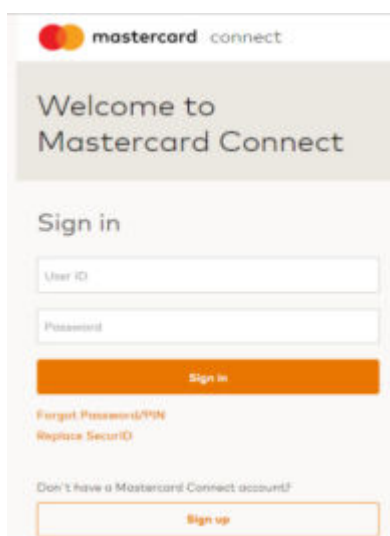 mastercard connect
Welcome to
Mastercard Connect
Sign in
User ID
Password
Sign in
Forgot Password/PIN
Replace SecurID
Don't have a Mastercard Connect account?
Sign up